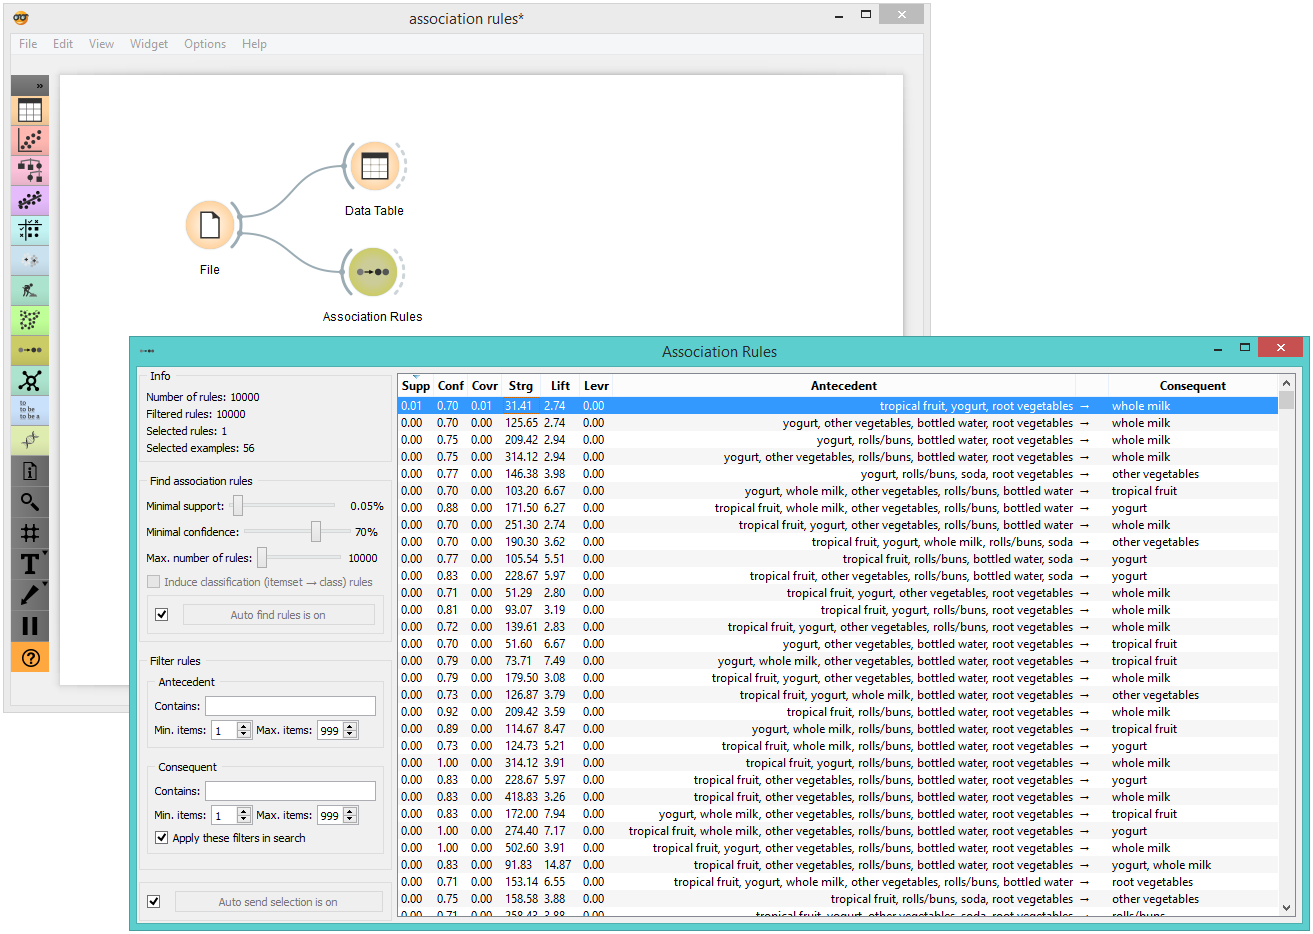 association rules*
File Edit View Widget Options Help
»
Data Table
File
Association Rules
to
to be
to be a
Association Rules
Info
Number of rules: 10000
Filtered rules: 10000
Selected rules: 1
Selected examples: 56
Find association rules
Minimal support: 0.05%
Minimal confidence: 70%
Max. number of rules: 10000
Induce classification (itemset → class) rules
Auto find rules is on
Filter rules
Antecedent
Contains:
Min. items: 1 Max. items: 999
Consequent
Contains:
Min. items: 1 Max. items: 999
Apply these filters in search
Auto send selection is on
Supp Conf Covr Strg Lift Levr Antecedent Consequent
0.01 0.70 0.01 31.41 2.74 0.00 tropical fruit, yogurt, root vegetables → whole milk
0.00 0.70 0.00 125.65 2.74 0.00 yogurt, other vegetables, bottled water, root vegetables → whole milk
0.00 0.75 0.00 209.42 2.94 0.00 yogurt, rolls/buns, bottled water, root vegetables → whole milk
0.00 0.75 0.00 314.12 2.94 0.00 yogurt, other vegetables, rolls/buns, bottled water, root vegetables → whole milk
0.00 0.77 0.00 146.38 3.98 0.00 yogurt, rolls/buns, soda, root vegetables → other vegetables
0.00 0.70 0.00 103.20 6.67 0.00 yogurt, whole milk, other vegetables, rolls/buns, bottled water → tropical fruit
0.00 0.88 0.00 171.50 6.27 0.00 tropical fruit, whole milk, other vegetables, rolls/buns, bottled water → yogurt
0.00 0.70 0.00 251.30 2.74 0.00 tropical fruit, yogurt, other vegetables, rolls/buns, bottled water → whole milk
0.00 0.70 0.00 190.30 3.62 0.00 tropical fruit, yogurt, whole milk, rolls/buns, soda → other vegetables
0.00 0.77 0.00 105.54 5.51 0.00 tropical fruit, rolls/buns, bottled water, soda → yogurt
0.00 0.83 0.00 228.67 5.97 0.00 tropical fruit, other vegetables, rolls/buns, bottled water, soda → yogurt
0.00 0.71 0.00 51.29 2.80 0.00 tropical fruit, yogurt, other vegetables, root vegetables → whole milk
0.00 0.81 0.00 93.07 3.19 0.00 tropical fruit, yogurt, rolls/buns, root vegetables → whole milk
0.00 0.72 0.00 139.61 2.83 0.00 tropical fruit, yogurt, other vegetables, rolls/buns, root vegetables → whole milk
0.00 0.70 0.00 51.60 6.67 0.00 yogurt, other vegetables, bottled water, root vegetables → tropical fruit
0.00 0.79 0.00 73.71 7.49 0.00 yogurt, whole milk, other vegetables, bottled water, root vegetables → tropical fruit
0.00 0.79 0.00 179.50 3.08 0.00 tropical fruit, yogurt, other vegetables, bottled water, root vegetables → whole milk
0.00 0.73 0.00 126.87 3.79 0.00 tropical fruit, yogurt, whole milk, bottled water, root vegetables → other vegetables
0.00 0.92 0.00 209.42 3.59 0.00 tropical fruit, rolls/buns, bottled water, root vegetables → whole milk
0.00 0.89 0.00 114.67 8.47 0.00 yogurt, whole milk, rolls/buns, bottled water, root vegetables → tropical fruit
0.00 0.73 0.00 124.73 5.21 0.00 tropical fruit, whole milk, rolls/buns, bottled water, root vegetables → yogurt
0.00 1.00 0.00 314.12 3.91 0.00 tropical fruit, yogurt, rolls/buns, bottled water, root vegetables → whole milk
0.00 0.83 0.00 228.67 5.97 0.00 tropical fruit, other vegetables, rolls/buns, bottled water, root vegetables → yogurt
0.00 0.83 0.00 418.83 3.26 0.00 tropical fruit, other vegetables, rolls/buns, bottled water, root vegetables → whole milk
0.00 0.83 0.00 172.00 7.94 0.00 yogurt, whole milk, other vegetables, rolls/buns, bottled water, root vegetables → tropical fruit
0.00 1.00 0.00 274.40 7.17 0.00 tropical fruit, whole milk, other vegetables, rolls/buns, bottled water, root vegetables → yogurt
0.00 1.00 0.00 502.60 3.91 0.00 tropical fruit, yogurt, other vegetables, rolls/buns, bottled water, root vegetables → whole milk
0.00 0.83 0.00 91.83 14.87 0.00 tropical fruit, other vegetables, rolls/buns, bottled water, root vegetables → yogurt, whole milk
0.00 0.71 0.00 153.14 6.55 0.00 tropical fruit, yogurt, whole milk, other vegetables, rolls/buns, bottled water → root vegetables
0.00 0.75 0.00 158.58 3.88 0.00 tropical fruit, rolls/buns, soda, root vegetables → other vegetables
0.00 0.71 0.00 258.43 3.88 0.00 tropical fruit, yogurt, other vegetables, soda, root vegetables → rolls/buns